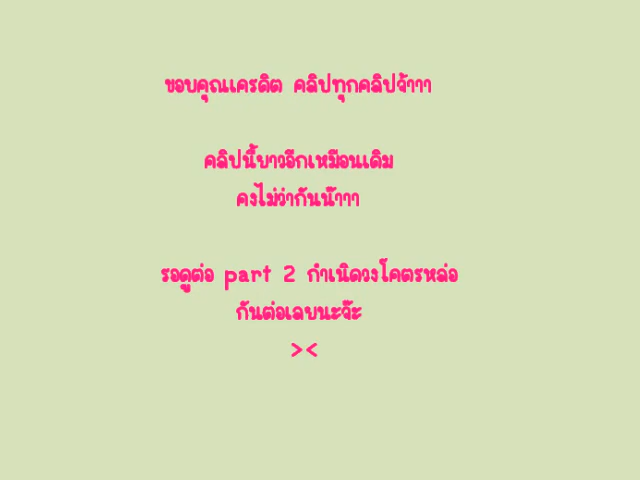 ขอบคุณเครดิต คลิปทุกคลิปจ้าาา
คลิปนี้ยาวอีกเหมือนเดิม
คงไม่ว่ากันน๊าาา
รอดูต่อ part 2 กำเนิดวงโคตรหล่อ
กันต่อเลยนะจ๊ะ
><